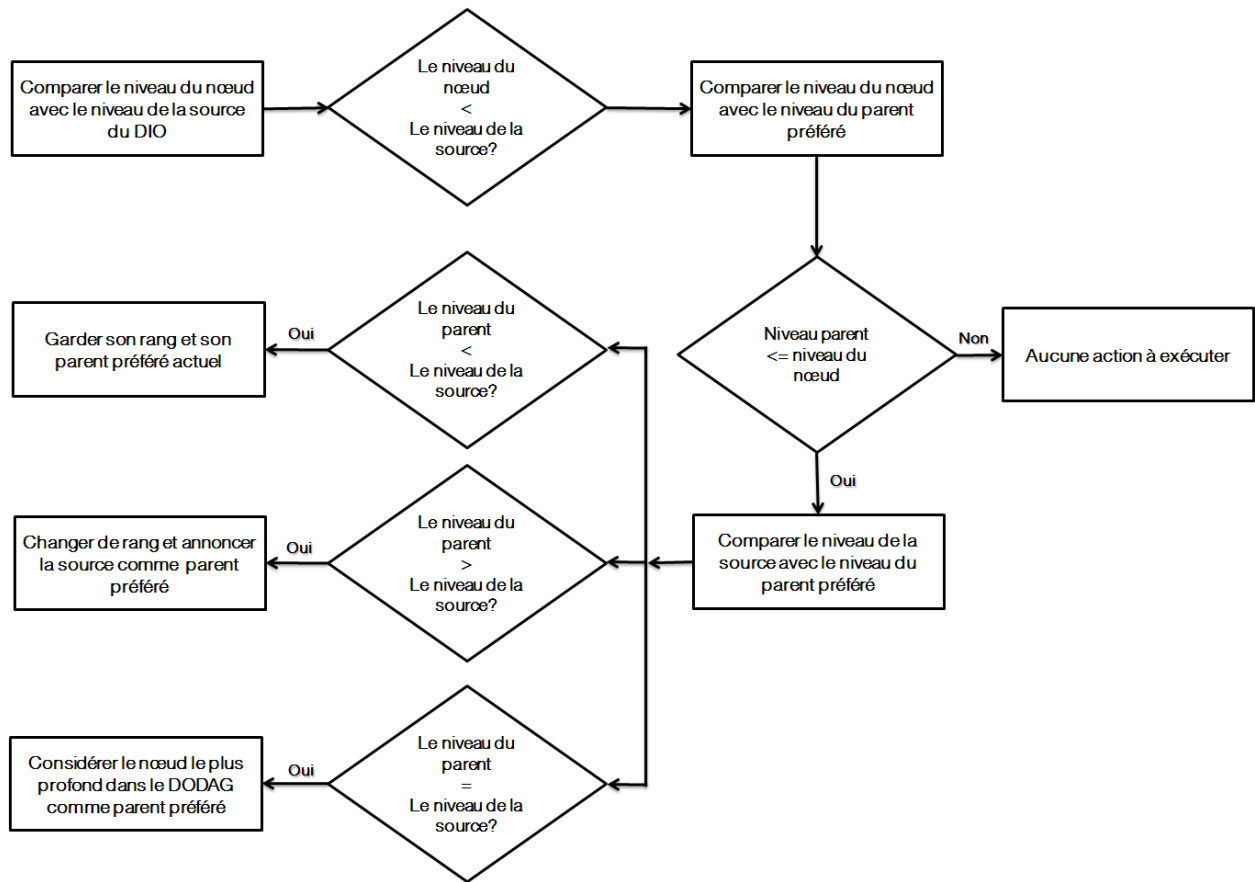 Comparer le niveau du nœud
avec le niveau de la source
du DIO
Le niveau du
nœud
<
Le niveau de la
source?
Comparer le niveau du nœud
avec le niveau du parent
préféré
Garder son rang et son
parent préféré actuel
Oui
Le niveau du
parent
<
Le niveau de la
source?
Niveau parent
<= niveau du
nœud
Non
Aucune action à exécuter
Oui
Changer de rang et annoncer
la source comme parent
préféré
Oui
Le niveau du
parent
>
Le niveau de la
source?
Comparer le niveau de la
source avec le niveau du
parent préféré
Considérer le nœud le plus
profond dans le DODAG
comme parent préféré
Oui
Le niveau du
parent
=
Le niveau de la
source?